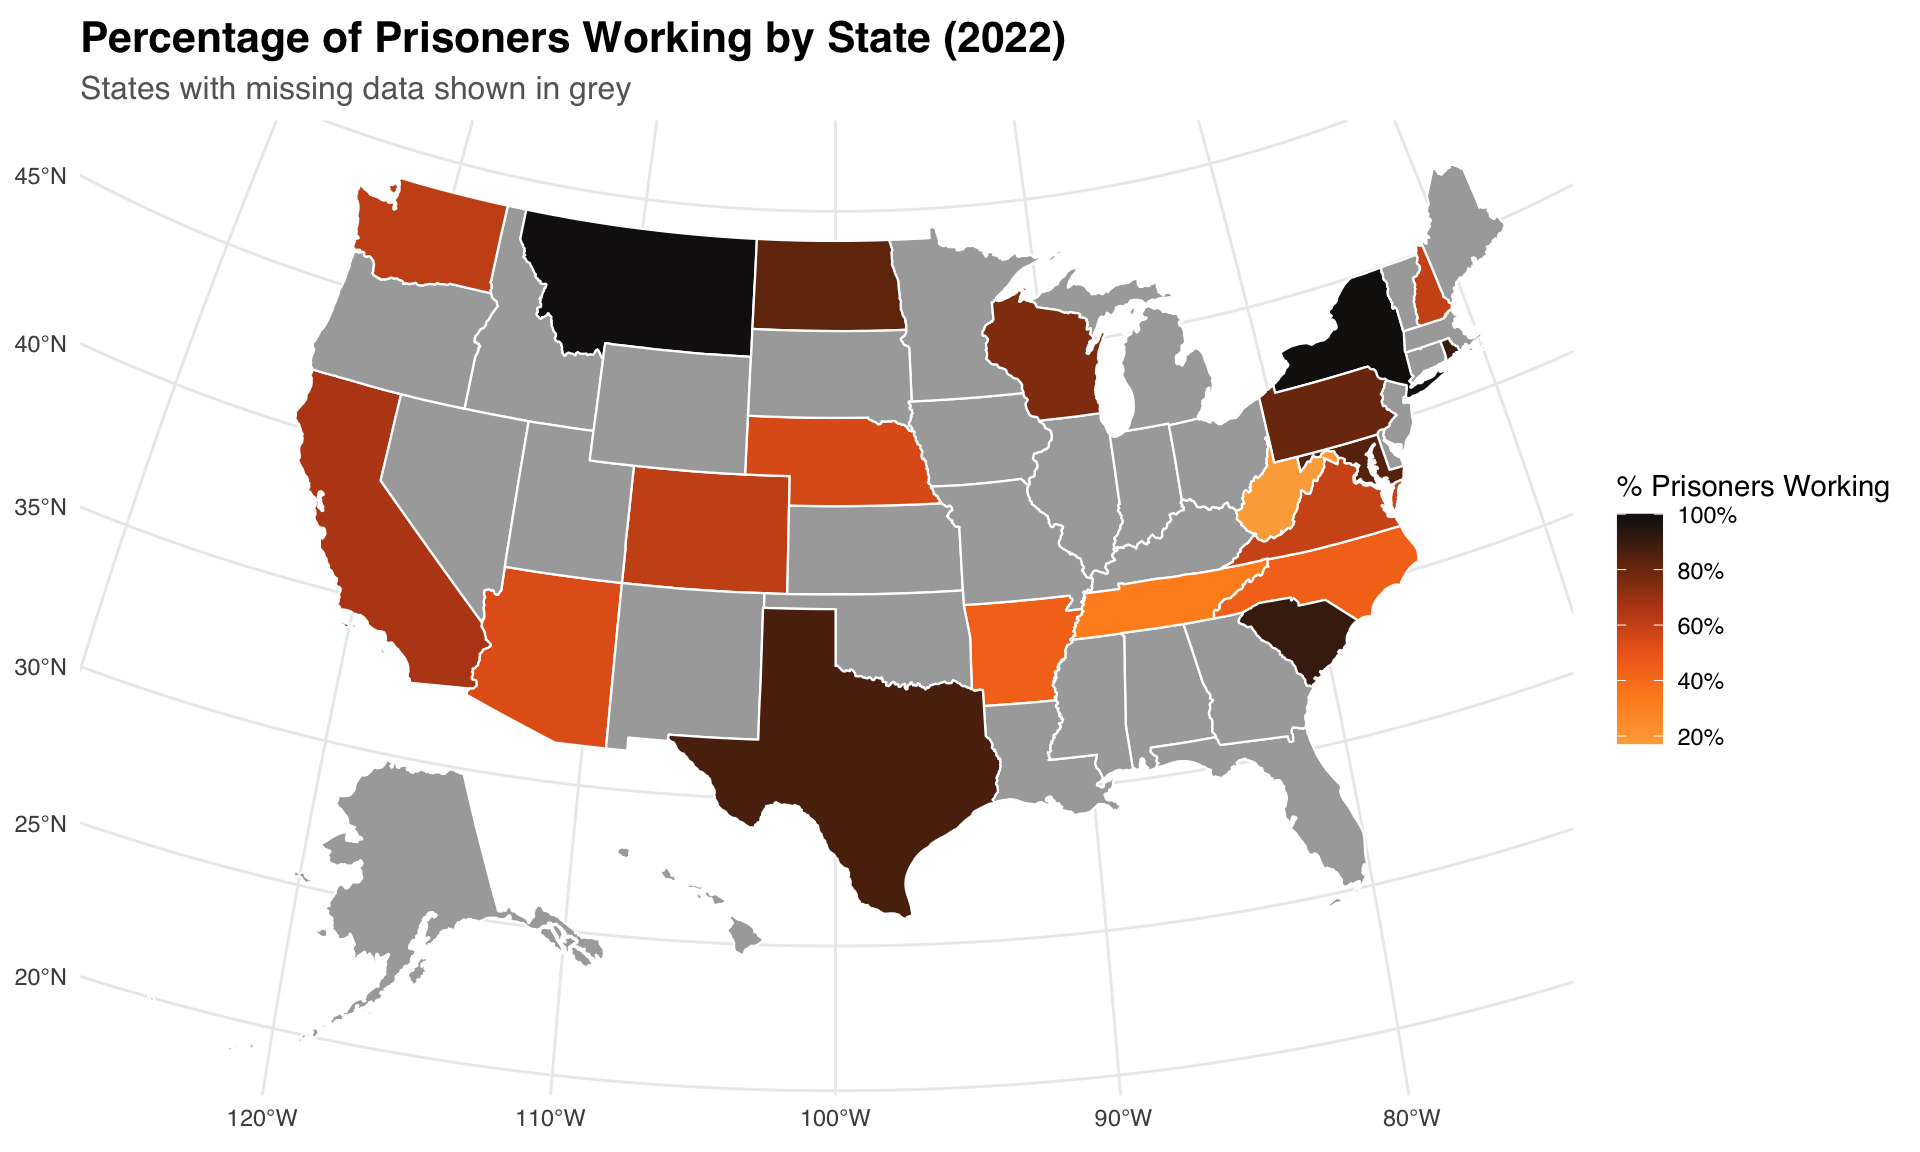 Percentage of Prisoners Working by State (2022)
States with missing data shown in grey
45°N
40°N
35°N
30°N
25°N
20°N
120°W
110°W
100°W
90°W
80°W
% Prisoners Working
100%
80%
60%
40%
20%